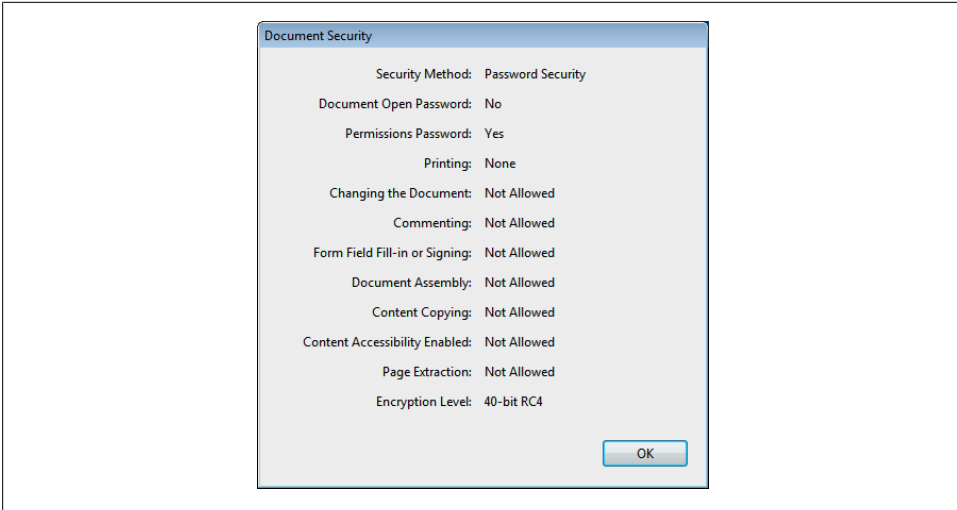 Document Security
Security Method: Password Security
Document Open Password: No
Permissions Password: Yes
Printing: None
Changing the Document: Not Allowed
Commenting: Not Allowed
Form Field Fill-in or Signing: Not Allowed
Document Assembly: Not Allowed
Content Copying: Not Allowed
Content Accessibility Enabled: Not Allowed
Page Extraction: Not Allowed
Encryption Level: 40-bit RC4
OK